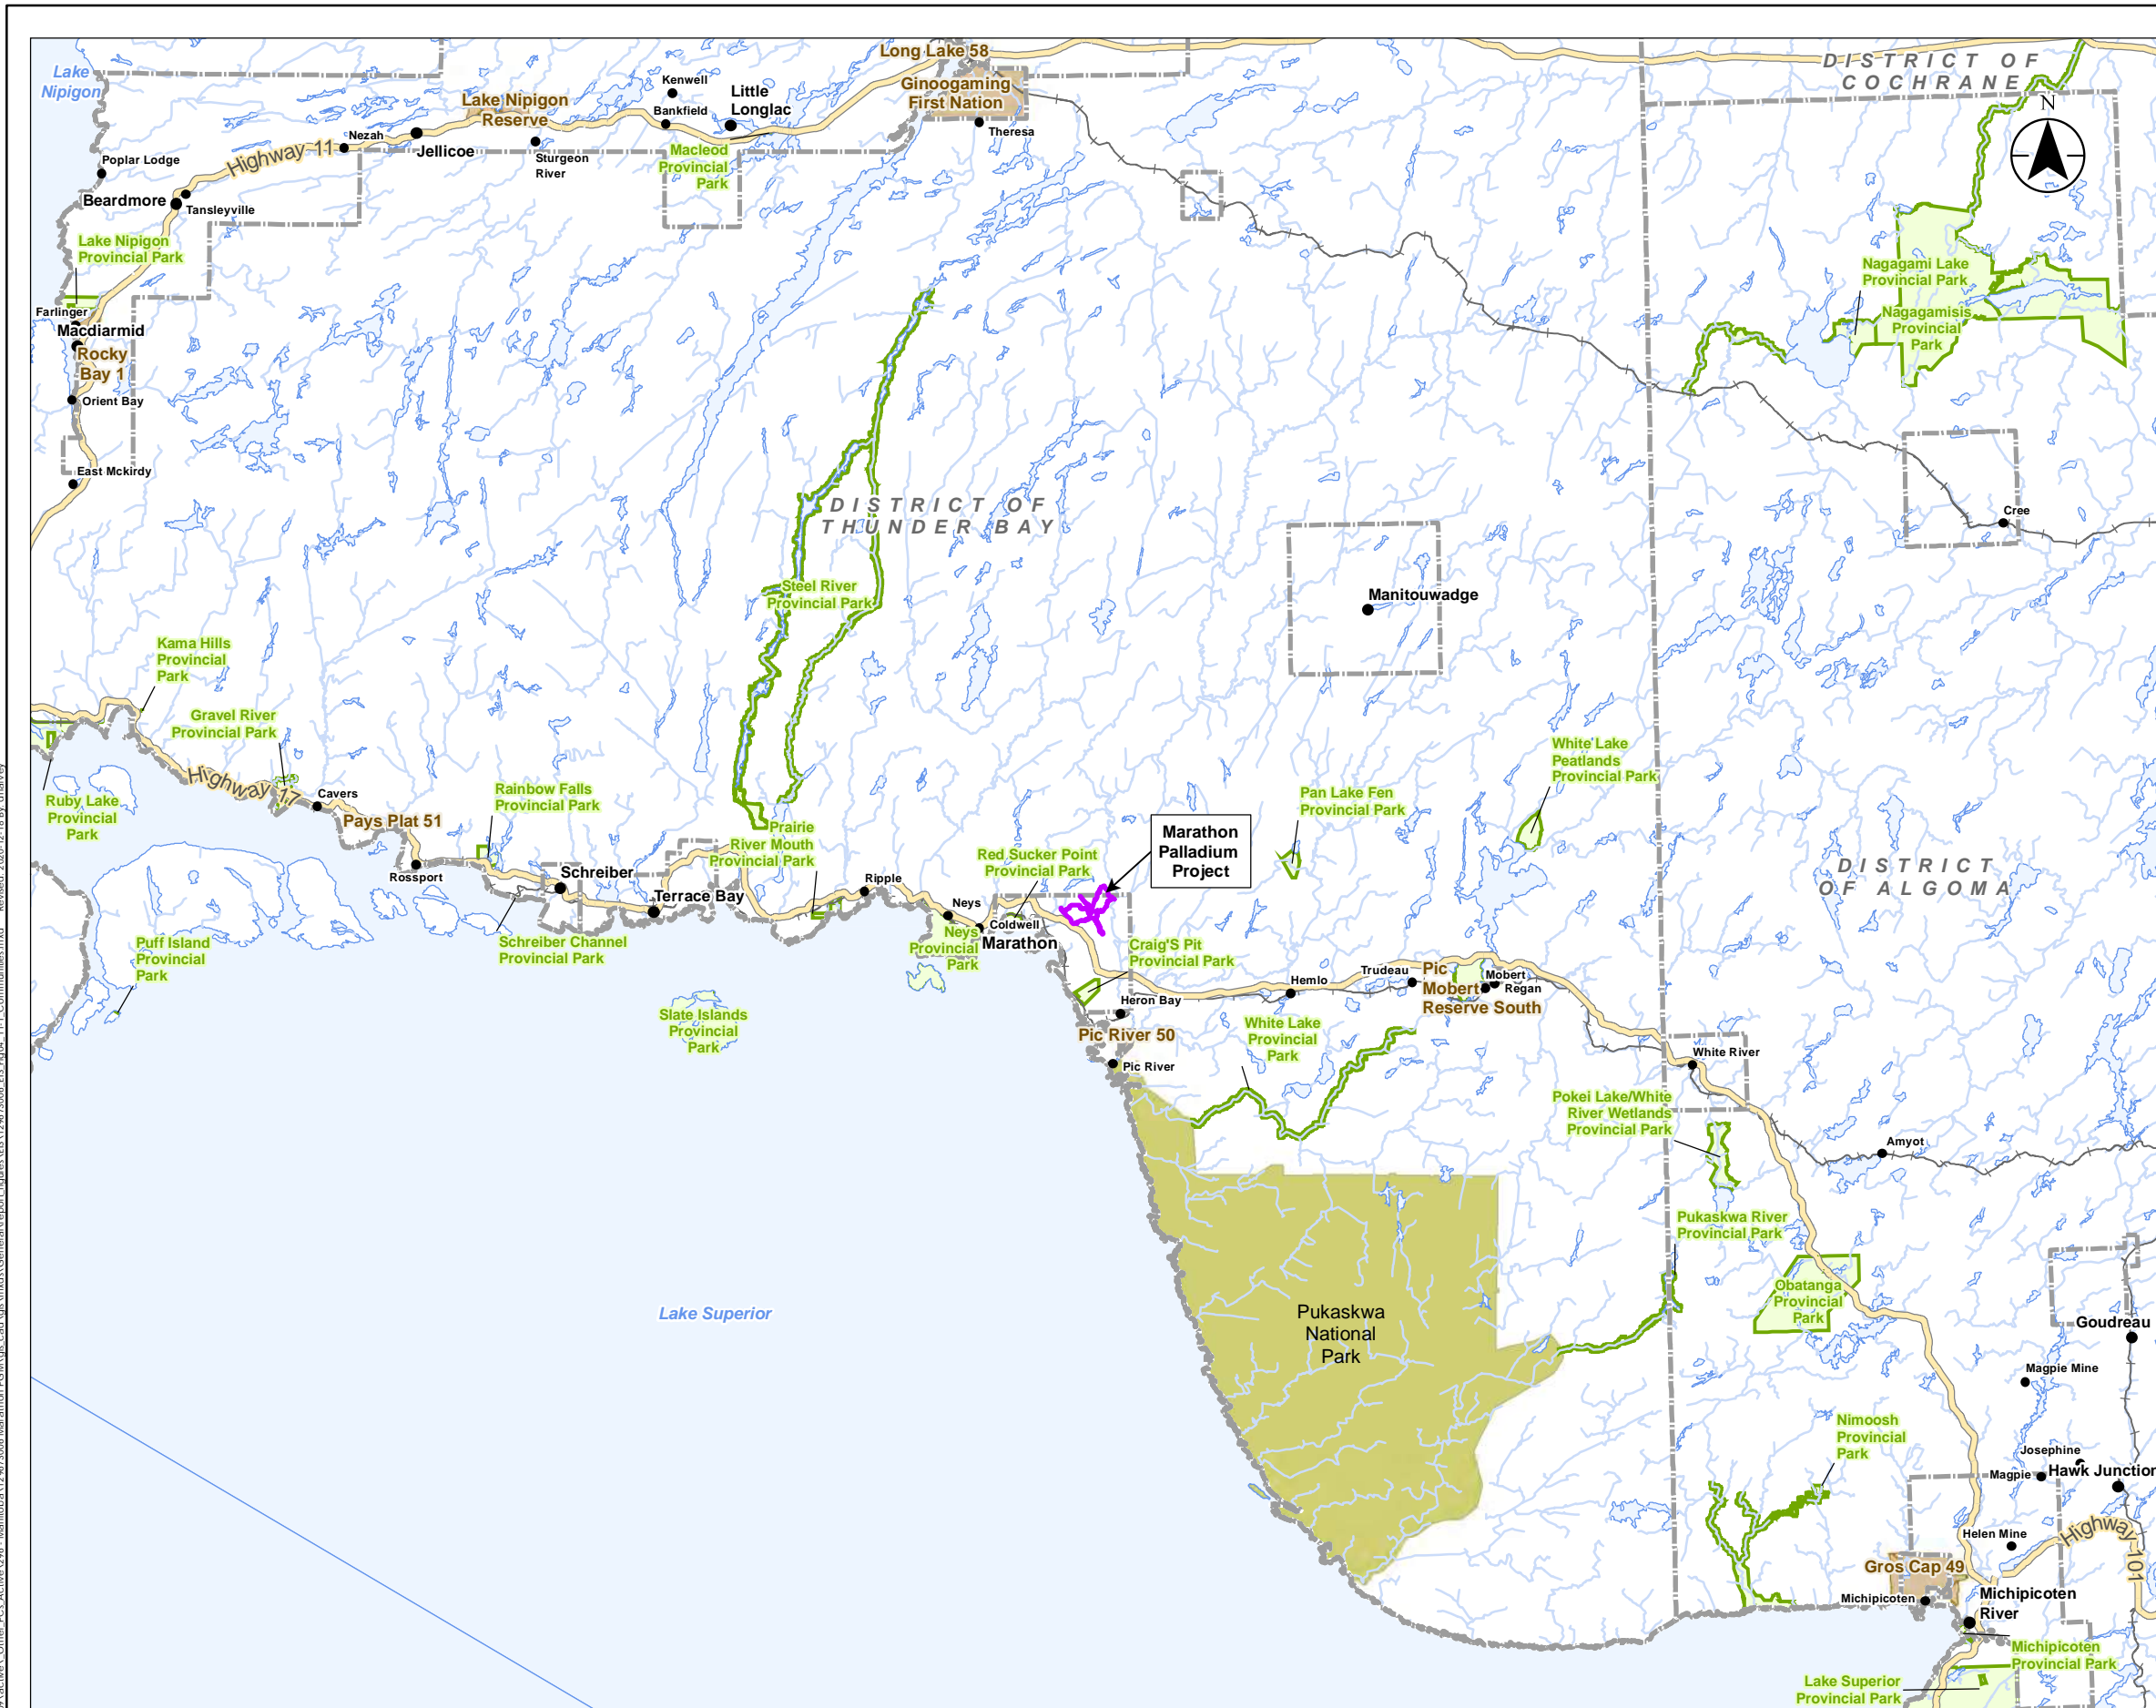 Lake
Nipigon
Long Lake 58
Ginoogaming
First Nation
Theresa
Kenwell
Bankfield
Little
Longlac
Lake Nipigon
Reserve
Nezah
Jellicoe
Sturgeon
River
Macleod
Provincial
Park
Highway 11
Poplar Lodge
Beardmore
Tansleyville
Lake Nipigon
Provincial Park
Farlinger
Macdiarmid
Rocky
Bay 1
Orient Bay
East Mckirdy
DISTRICT OF
COCHRANE
N
Nagagami Lake
Provincial Park
Nagagamisis
Provincial
Park
Cree
DISTRICT OF
THUNDER BAY
Steel River
Provincial Park
Manitouwadge
Kama Hills
Provincial
Park
Gravel River
Provincial Park
Highway 17
Cavers
Ruby Lake
Provincial
Park
Pays Plat 51
Rossport
Rainbow Falls
Provincial Park
Schreiber
Terrace Bay
Schreiber Channel
Provincial Park
Prairie
River Mouth
Provincial Park
Ripple
Neys
Neys
Provincial
Park
Coldwell
Marathon
Red Sucker Point
Provincial Park
Marathon
Palladium
Project
Pan Lake Fen
Provincial Park
White Lake
Peatlands
Provincial Park
DISTRICT
OF ALGOMA
Puff Island
Provincial
Park
Slate Islands
Provincial
Park
Craig'S Pit
Provincial Park
Heron Bay
Pic River 50
Pic River
Hemlo
Trudeau
Pic
Mobert
Reserve South
Mobert
Regan
White Lake
Provincial
Park
White River
Pokei Lake/White
River Wetlands
Provincial Park
Amyot
Pukaskwa River
Provincial Park
Obatanga
Provincial
Park
Lake Superior
Pukaskwa
National
Park
Goudreau
Magpie Mine
Nimoosh
Provincial
Park
Josephine
Magpie
Hawk Junction
Helen Mine
Highway 101
Gros Cap 49
Michipicoten
Michipicoten
River
Michipicoten
Provincial Park
Lake Superior
Provincial Park